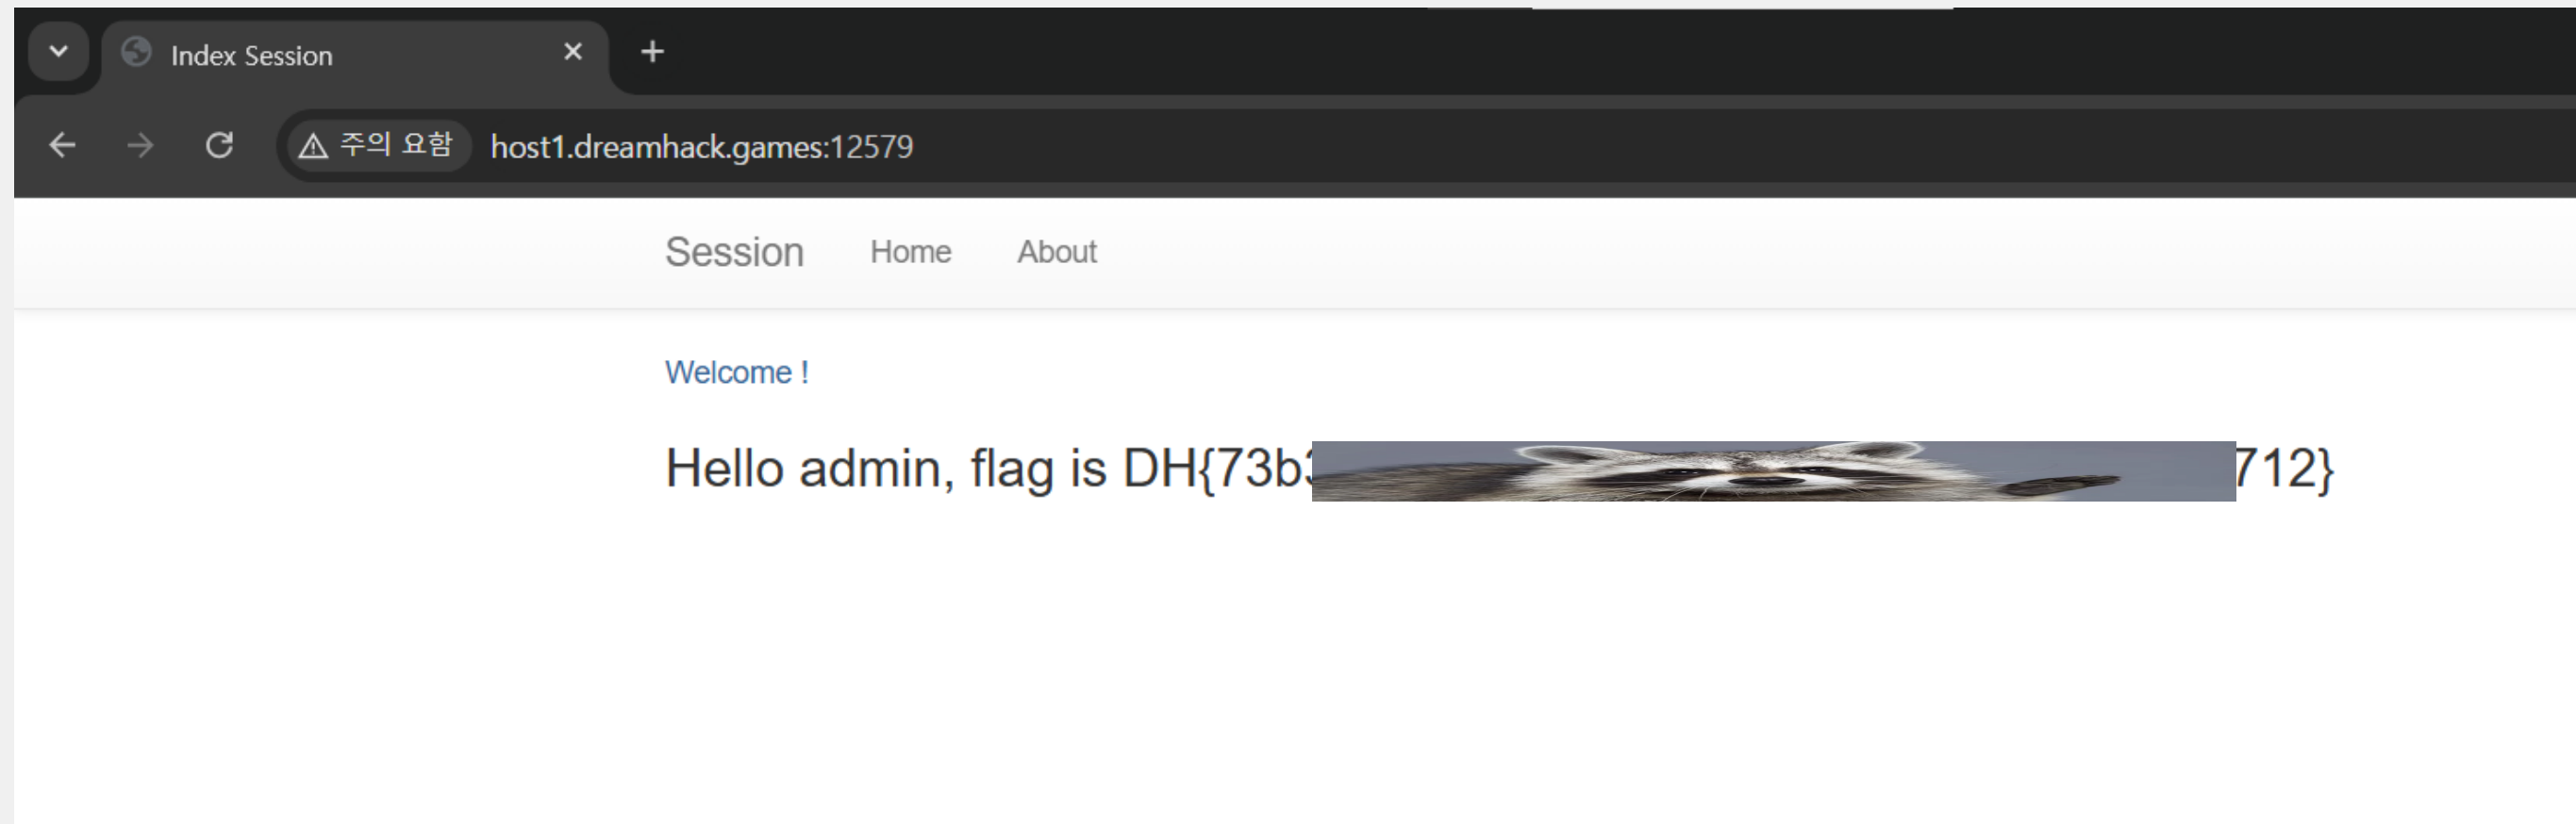 Index Session
주의 요함 host1.dreamhack.games:12579
Session Home About
Welcome !
Hello admin, flag is DH{73b 712}